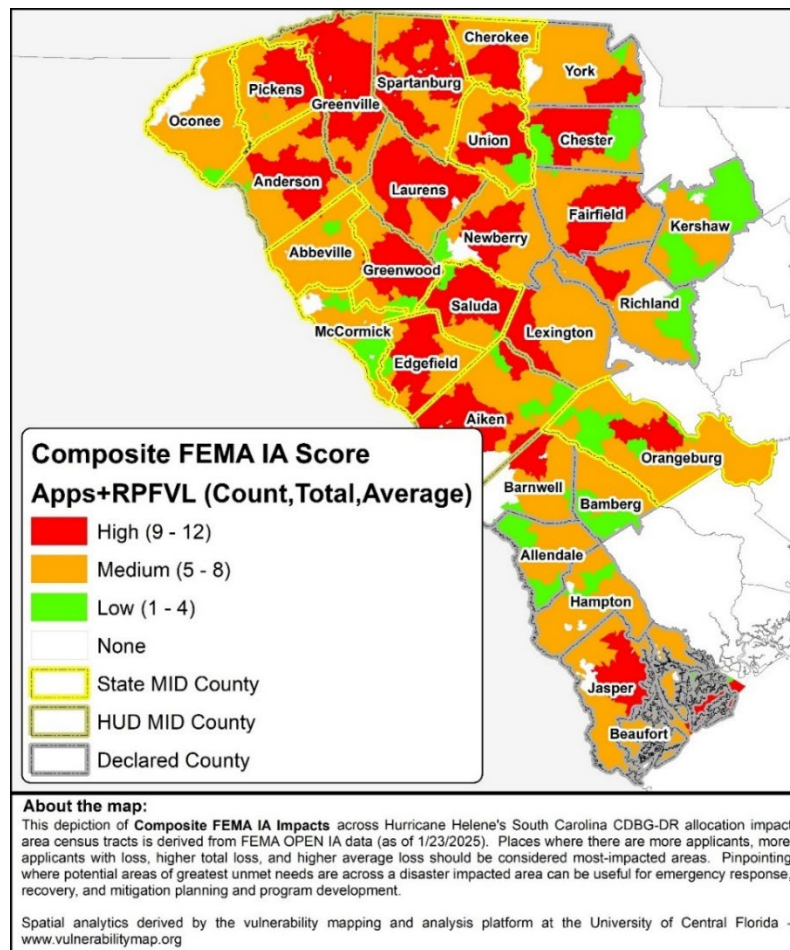 Cherokee
York
Pickens
Spartanburg
Greenville
Oconee
Union
Chester
Anderson
Laurens
Fairfield
Kershaw
Newberry
Abbeville
Greenwood
Richland
Saluda
McCormick
Lexington
Edgefield
Aiken
Orangeburg
Barnwell
Bamberg
Allendale
Hampton
Jasper
Beaufort
Composite FEMA IA Score
Apps+RPFVL (Count,Total,Average)
High (9 - 12)
Medium (5 - 8)
Low (1 - 4)
None
State MID County
HUD MID County
Declared County
About the map:
This depiction of Composite FEMA IA Impacts across Hurricane Helene's South Carolina CDBG-DR allocation impact
area census tracts is derived from FEMA OPEN IA data (as of 1/23/2025). Places where there are more applicants, more
applicants with loss, higher total loss, and higher average loss should be considered most-impacted areas. Pinpointing
where potential areas of greatest unmet needs are across a disaster impacted area can be useful for emergency response,
recovery, and mitigation planning and program development.
Spatial analytics derived by the vulnerability mapping and analysis platform at the University of Central Florida -
www.vulnerabilitymap.org